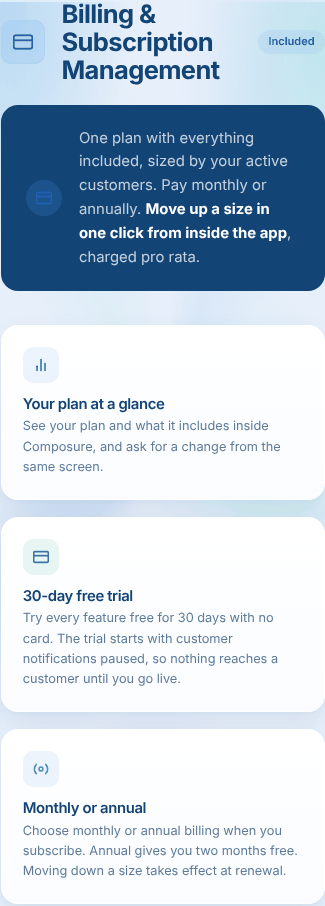 Billing &
Subscription
Management
Included
One plan with everything
included, sized by your active
customers. Pay monthly or
annually. Move up a size in
one click from inside the app,
charged pro rata.
Your plan at a glance
See your plan and what it includes inside
Composure, and ask for a change from the
same screen.
30-day free trial
Try every feature free for 30 days with no
card. The trial starts with customer
notifications paused, so nothing reaches a
customer until you go live.
Monthly or annual
Choose monthly or annual billing when you
subscribe. Annual gives you two months free.
Moving down a size takes effect at renewal.